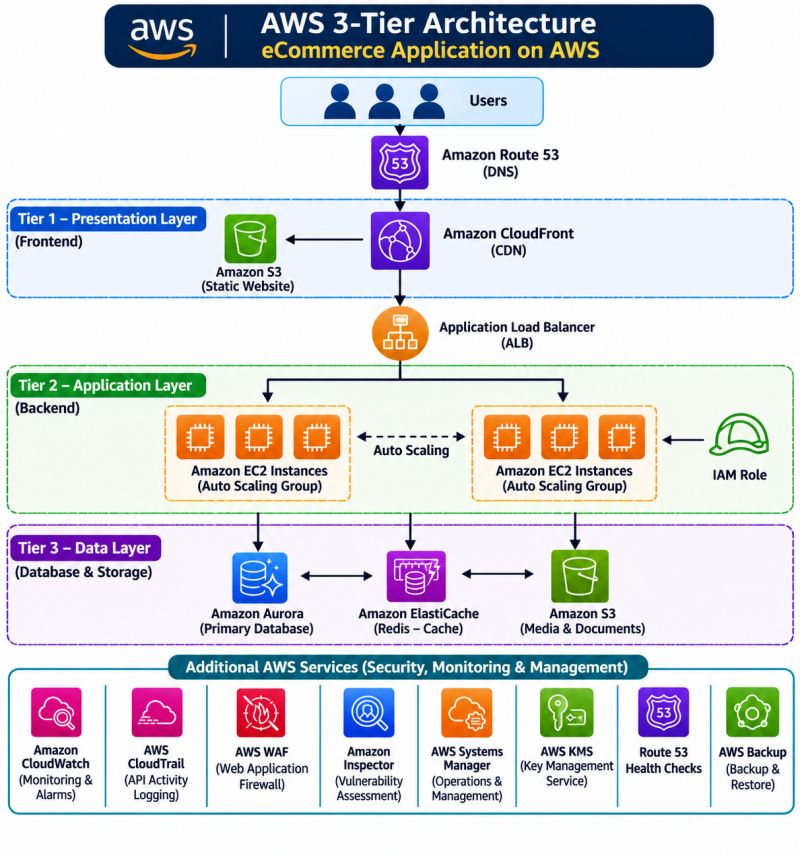 aws
AWS 3-Tier Architecture
eCommerce Application on AWS
Users
53
Amazon Route 53
(DNS)
Tier 1 – Presentation Layer
(Frontend)
Amazon S3
(Static Website)
Amazon CloudFront
(CDN)
Application Load Balancer
(ALB)
Tier 2 – Application Layer
(Backend)
Amazon EC2 Instances
(Auto Scaling Group)
Auto Scaling
Amazon EC2 Instances
(Auto Scaling Group)
IAM Role
Tier 3 – Data Layer
(Database & Storage)
Amazon Aurora
(Primary Database)
Amazon ElastiCache
(Redis – Cache)
Amazon S3
(Media & Documents)
Additional AWS Services (Security, Monitoring & Management)
Amazon
CloudWatch
(Monitoring &
Alarms)
AWS
CloudTrail
(API Activity
Logging)
AWS WAF
(Web Application
Firewall)
Amazon
Inspector
(Vulnerability
Assessment)
AWS Systems
Manager
(Operations &
Management)
AWS KMS
(Key Management
Service)
53
Route 53
Health Checks
AWS Backup
(Backup &
Restore)